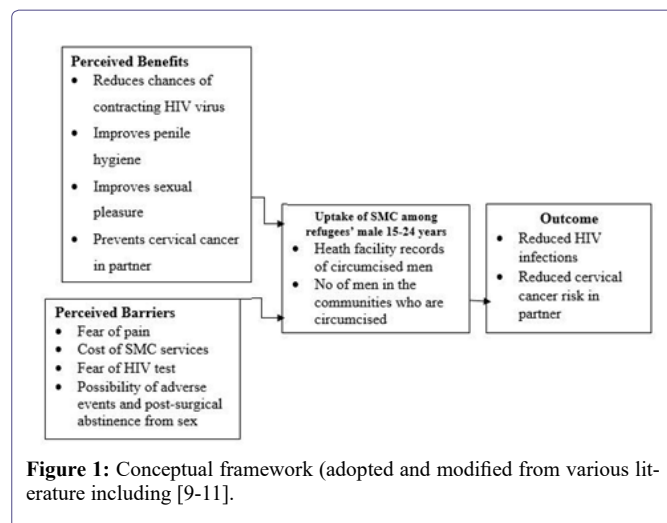 Perceived Benefits
• Reduces chances of
contracting HIV virus
• Improves penile
hygiene
• Improves sexual
pleasure
• Prevents cervical cancer
in partner
Perceived Barriers
• Fear of pain
• Cost of SMC services
• Fear of HIV test
• Possibility of adverse
events and post-surgical
abstinence from sex
Uptake of SMC among
refugees’ male 15-24 years
• Heath facility records
of circumcised men
• No of men in the
communities who are
circumcised
Outcome
• Reduced HIV
infections
• Reduced cervical
cancer risk in
partner
Figure 1: Conceptual framework (adopted and modified from various lit-
erature including [9-11].